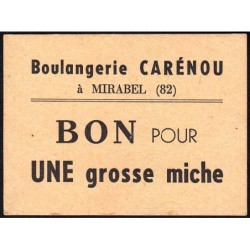 Boulangerie CARÉNOU
à MIRABEL (82)
BON POUR
UNE grosse miche